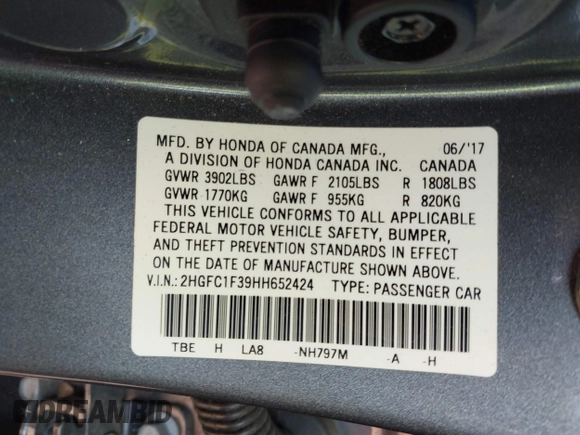 MFD. BY HONDA OF CANADA MFG., 06/'17
A DIVISION OF HONDA CANADA INC. CANADA
GVWR 3902LBS GAWR F 2105LBS R 1808LBS
GVWR 1770KG GAWR F 955KG R 820KG
THIS VEHICLE CONFORMS TO ALL APPLICABLE
FEDERAL MOTOR VEHICLE SAFETY, BUMPER,
AND THEFT PREVENTION STANDARDS IN EFFECT
ON THE DATE OF MANUFACTURE SHOWN ABOVE.
V.I.N.: 2HGFC1F39HH652424 TYPE: PASSENGER CAR
TBE H LA8 -NH797M -A -H
DREAMBID